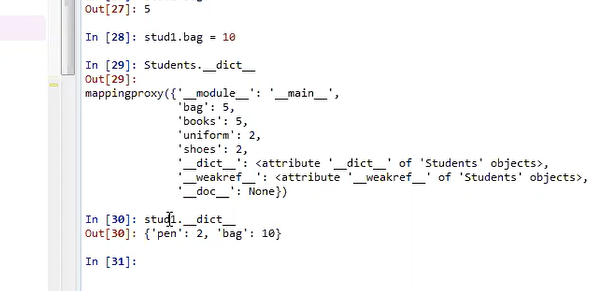 Out[27]: 5
In [28]: stud1.bag = 10
In [29]: Students.__dict__
Out[29]:
mappingproxy({'__module__': '__main__',
'bag': 5,
'books': 5,
'uniform': 2,
'shoes': 2,
'__dict__': <attribute '__dict__' of 'Students' objects>,
'__weakref__': <attribute '__weakref__' of 'Students' objects>,
'__doc__': None})
In [30]: stud1.__dict__
Out[30]: {'pen': 2, 'bag': 10}
In [31]: